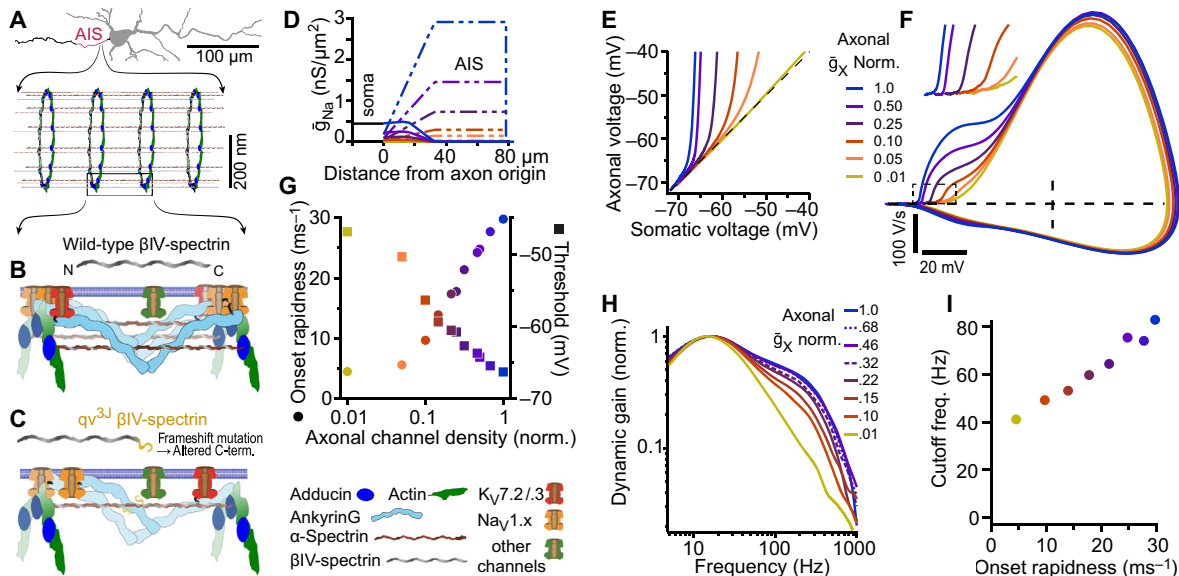 A
AIS
100 µm
200 nm
Wild-type βIV-spectrin
N
C
B
C
qv3J βIV-spectrin
Frameshift mutation
→Altered C-term.
D
ḡNa (nS/µm²)
3
2
1
0
soma
AIS
0
40
80 µm
Distance from axon origin
E
Axonal voltage (mV)
−40
−50
−60
−70
−70
−60
−50
−40
Somatic voltage (mV)
Axonal
ḡX Norm.
1.0
0.50
0.25
0.10
0.05
0 .01
F
100 V/s
20 mV
G
Onset rapidness (ms−1)
30
25
20
15
10
5
0
−50
−60
−70
Threshold (mV)
0.01
0.1
1
Axonal channel density (norm.)
Adducin
Actin
AnkyrinG
α-Spectrin
βIV-spectrin
KV7.2/.3
NaV1.x
other
channels
H
Dynamic gain (norm.)
1
0.1
Axonal
ḡX norm.
1.0
.68
.46
.32
.22
.15
.10
.01
10
100
1000
Frequency (Hz)
I
Cutoff freq. (Hz)
80
60
40
20
0
0
10
20
30
Onset rapidness (ms−1)